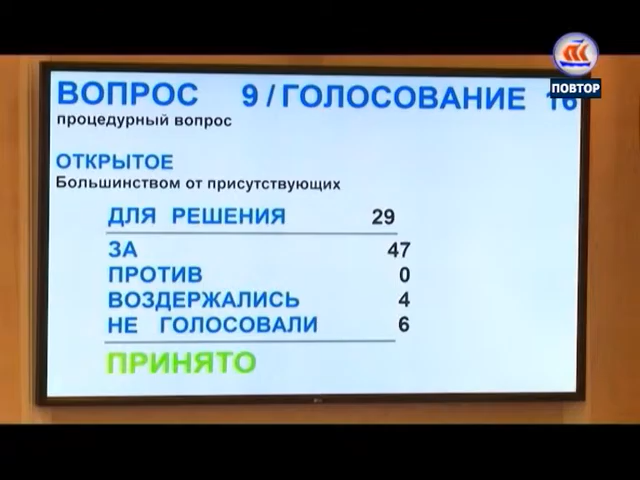 ВОПРОС 9 / ГОЛОСОВАНИЕ 16
ПОВТОР
процедурный вопрос
ОТКРЫТОЕ
Большинством от присутствующих
ДЛЯ РЕШЕНИЯ 29
ЗА 47
ПРОТИВ 0
ВОЗДЕРЖАЛИСЬ 4
НЕ ГОЛОСОВАЛИ 6
ПРИНЯТО